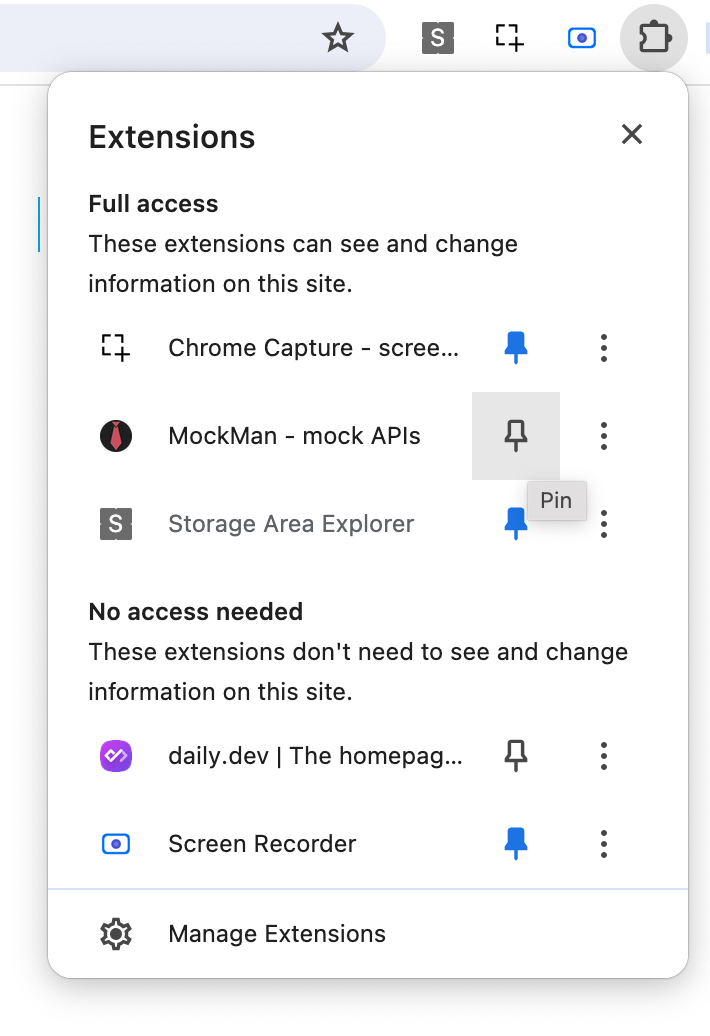 S
Extensions
Full access
These extensions can see and change
information on this site.
Chrome Capture - scree...
MockMan - mock APIs
Pin
S Storage Area Explorer
No access needed
These extensions don't need to see and change
information on this site.
daily.dev | The homepag...
Screen Recorder
Manage Extensions